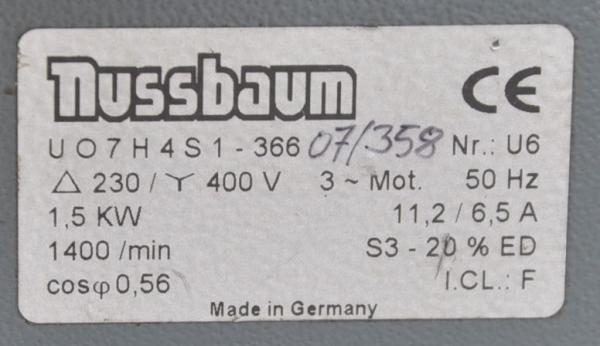 nussbaum CE
U O 7 H 4 S 1 - 366 07/358 Nr.: U6
△ 230 / Y 400 V 3 ~ Mot. 50 Hz
1,5 KW 11,2 / 6,5 A
1400 /min S3 - 20 % ED
cosφ 0,56 I.CL.: F
Made in Germany